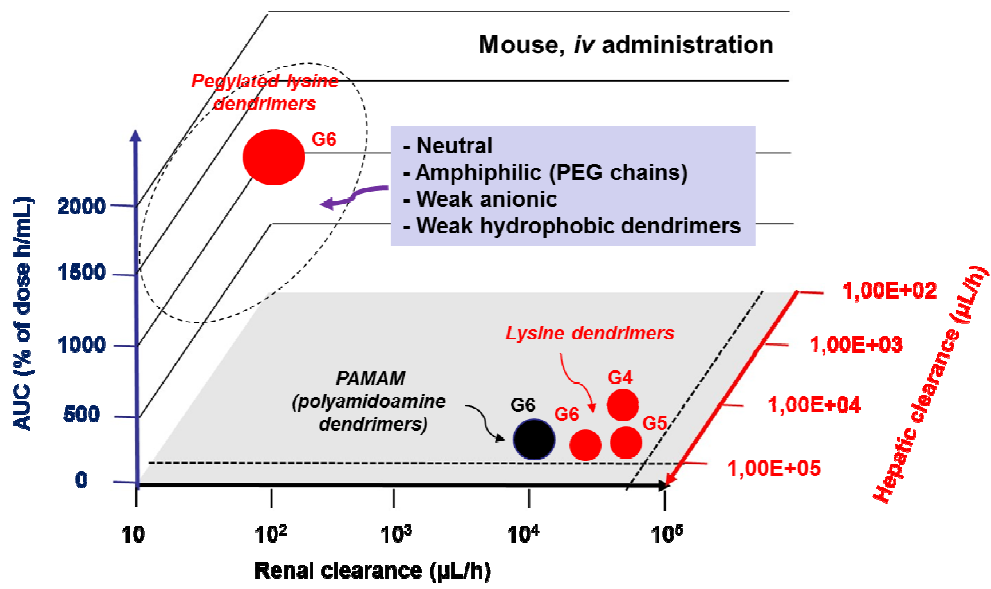 Mouse, iv administration
Pegylated lysine
dendrimers
G6
- Neutral
- Amphiphilic (PEG chains)
- Weak anionic
- Weak hydrophobic dendrimers
AUC (% of dose h/mL)
2000
1500
1000
500
0
Lysine dendrimers
PAMAM
(polyamidoamine
dendrimers)
G6
G6
G4
G5
1,00E+02
1,00E+03
1,00E+04
1,00E+05
Hepatic clearance (µL/h)
10
10²
10³
10⁴
10⁵
Renal clearance (µL/h)